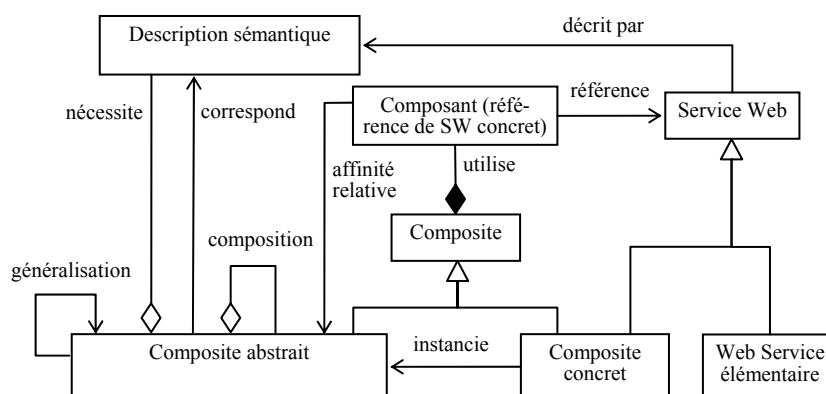 Description sémantique
décrit par
nécessite
correspond
Composant (réfé-
rence de SW concret)
référence
Service Web
affinité
relative
utilise
Composite
composition
généralisation
Composite abstrait
instancie
Composite
concret
Web Service
élémentaire